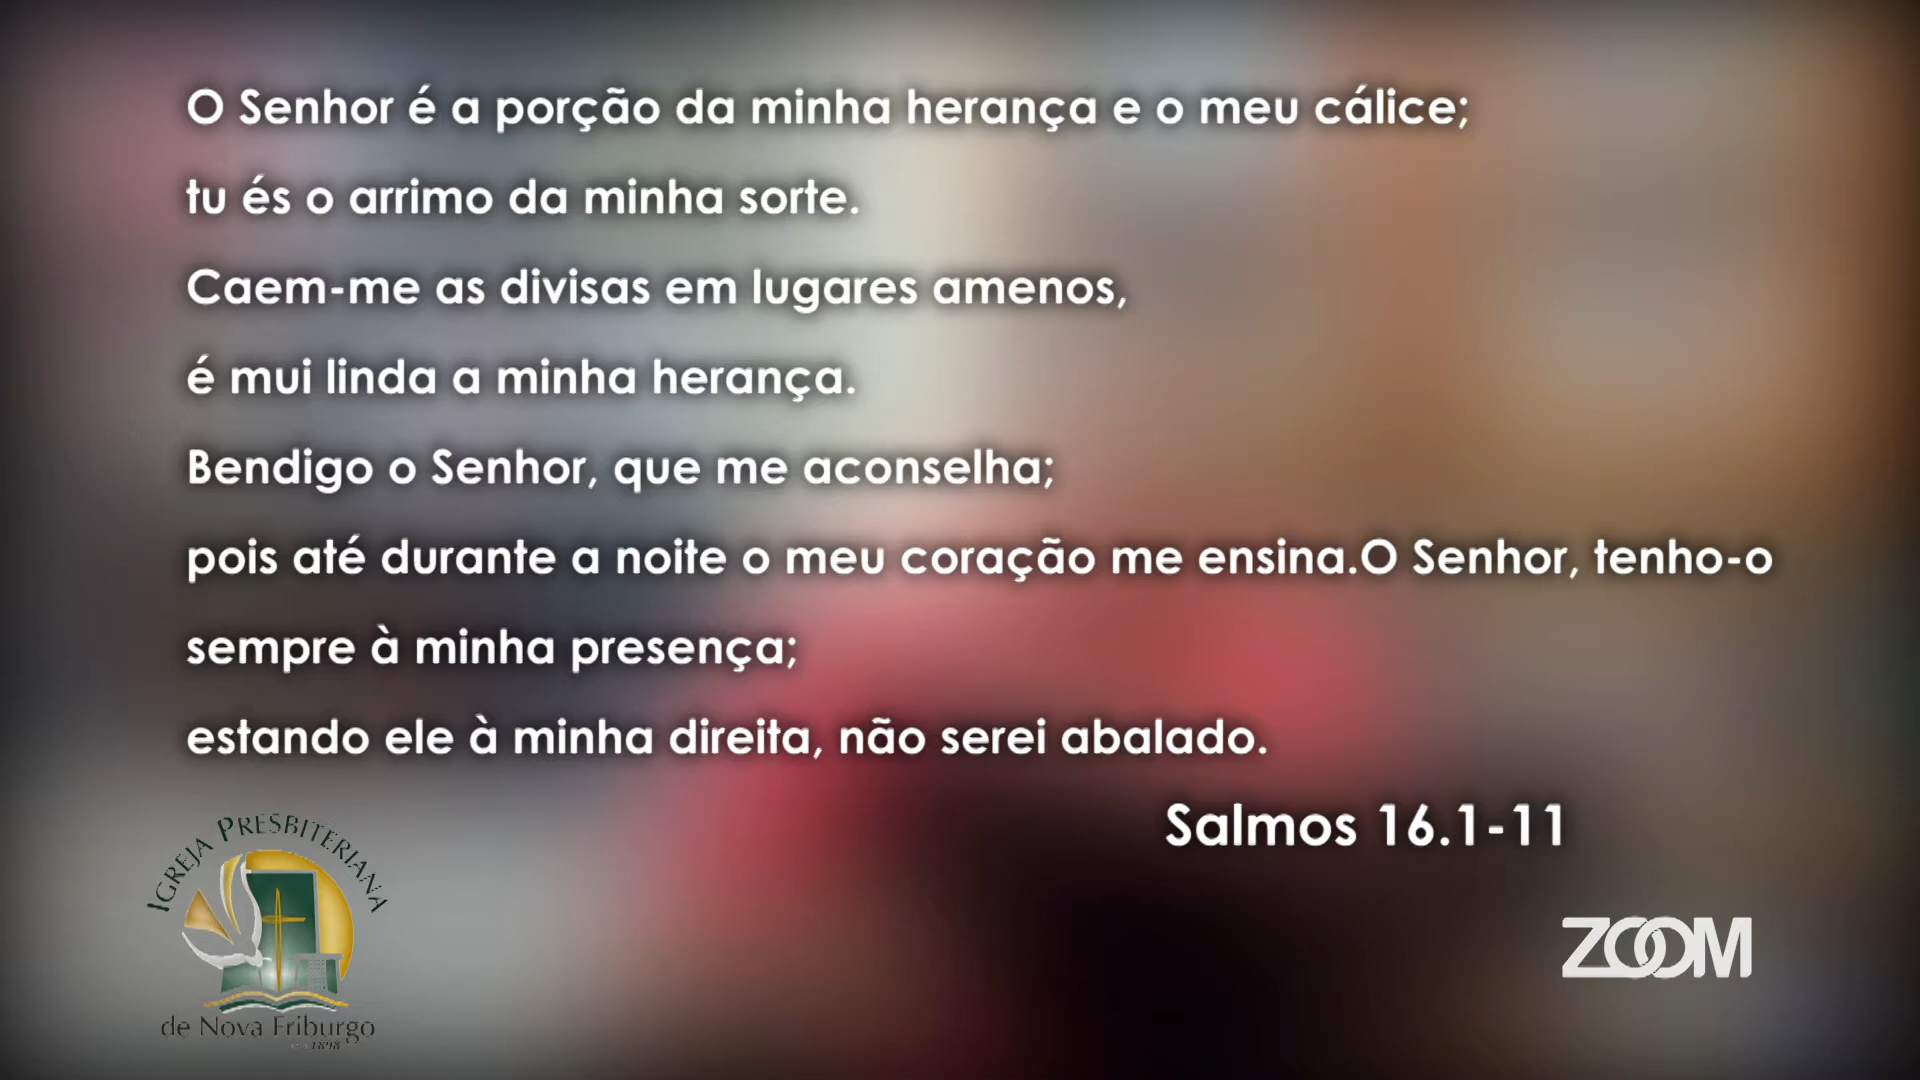 O Senhor é a porção da minha herança e o meu cálice;
tu és o arrimo da minha sorte.
Caem-me as divisas em lugares amenos,
é mui linda a minha herança.
Bendigo o Senhor, que me aconselha;
pois até durante a noite o meu coração me ensina.O Senhor, tenho-o
sempre à minha presença;
estando ele à minha direita, não serei abalado.
Salmos 16.1-11
IGREJA PRESBITERIANA
de Nova Friburgo
1898
ZOOM